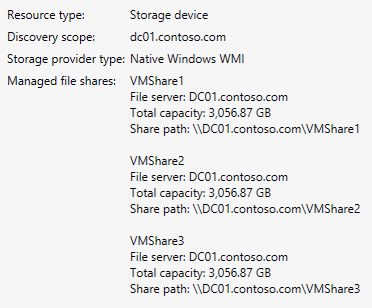 Resource type: Storage device
Discovery scope: dc01.contoso.com
Storage provider type: Native Windows WMI
Managed file shares: VMShare1
File server: DC01.contoso.com
Total capacity: 3,056.87 GB
Share path: \\DC01.contoso.com\VMShare1
VMShare2
File server: DC01.contoso.com
Total capacity: 3,056.87 GB
Share path: \\DC01.contoso.com\VMShare2
VMShare3
File server: DC01.contoso.com
Total capacity: 3,056.87 GB
Share path: \\DC01.contoso.com\VMShare3